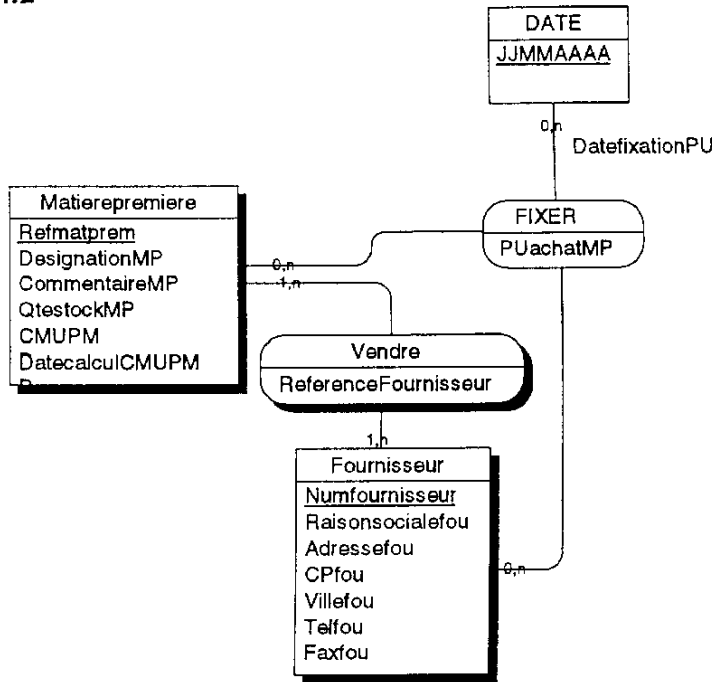 DATE
JJMMAAAA
0,n
DatefixationPU
FIXER
PUachatMP
Matierepremiere
Refmatprem
DesignationMP
CommentaireMP
QtestockMP
CMUPM
DatecalculCMUPM
0,n
1,n
Vendre
ReferenceFournisseur
1,n
Fournisseur
Numfournisseur
Raisonsocialefou
Adressefou
CPfou
Villefou
Telfou
Faxfou
0,n